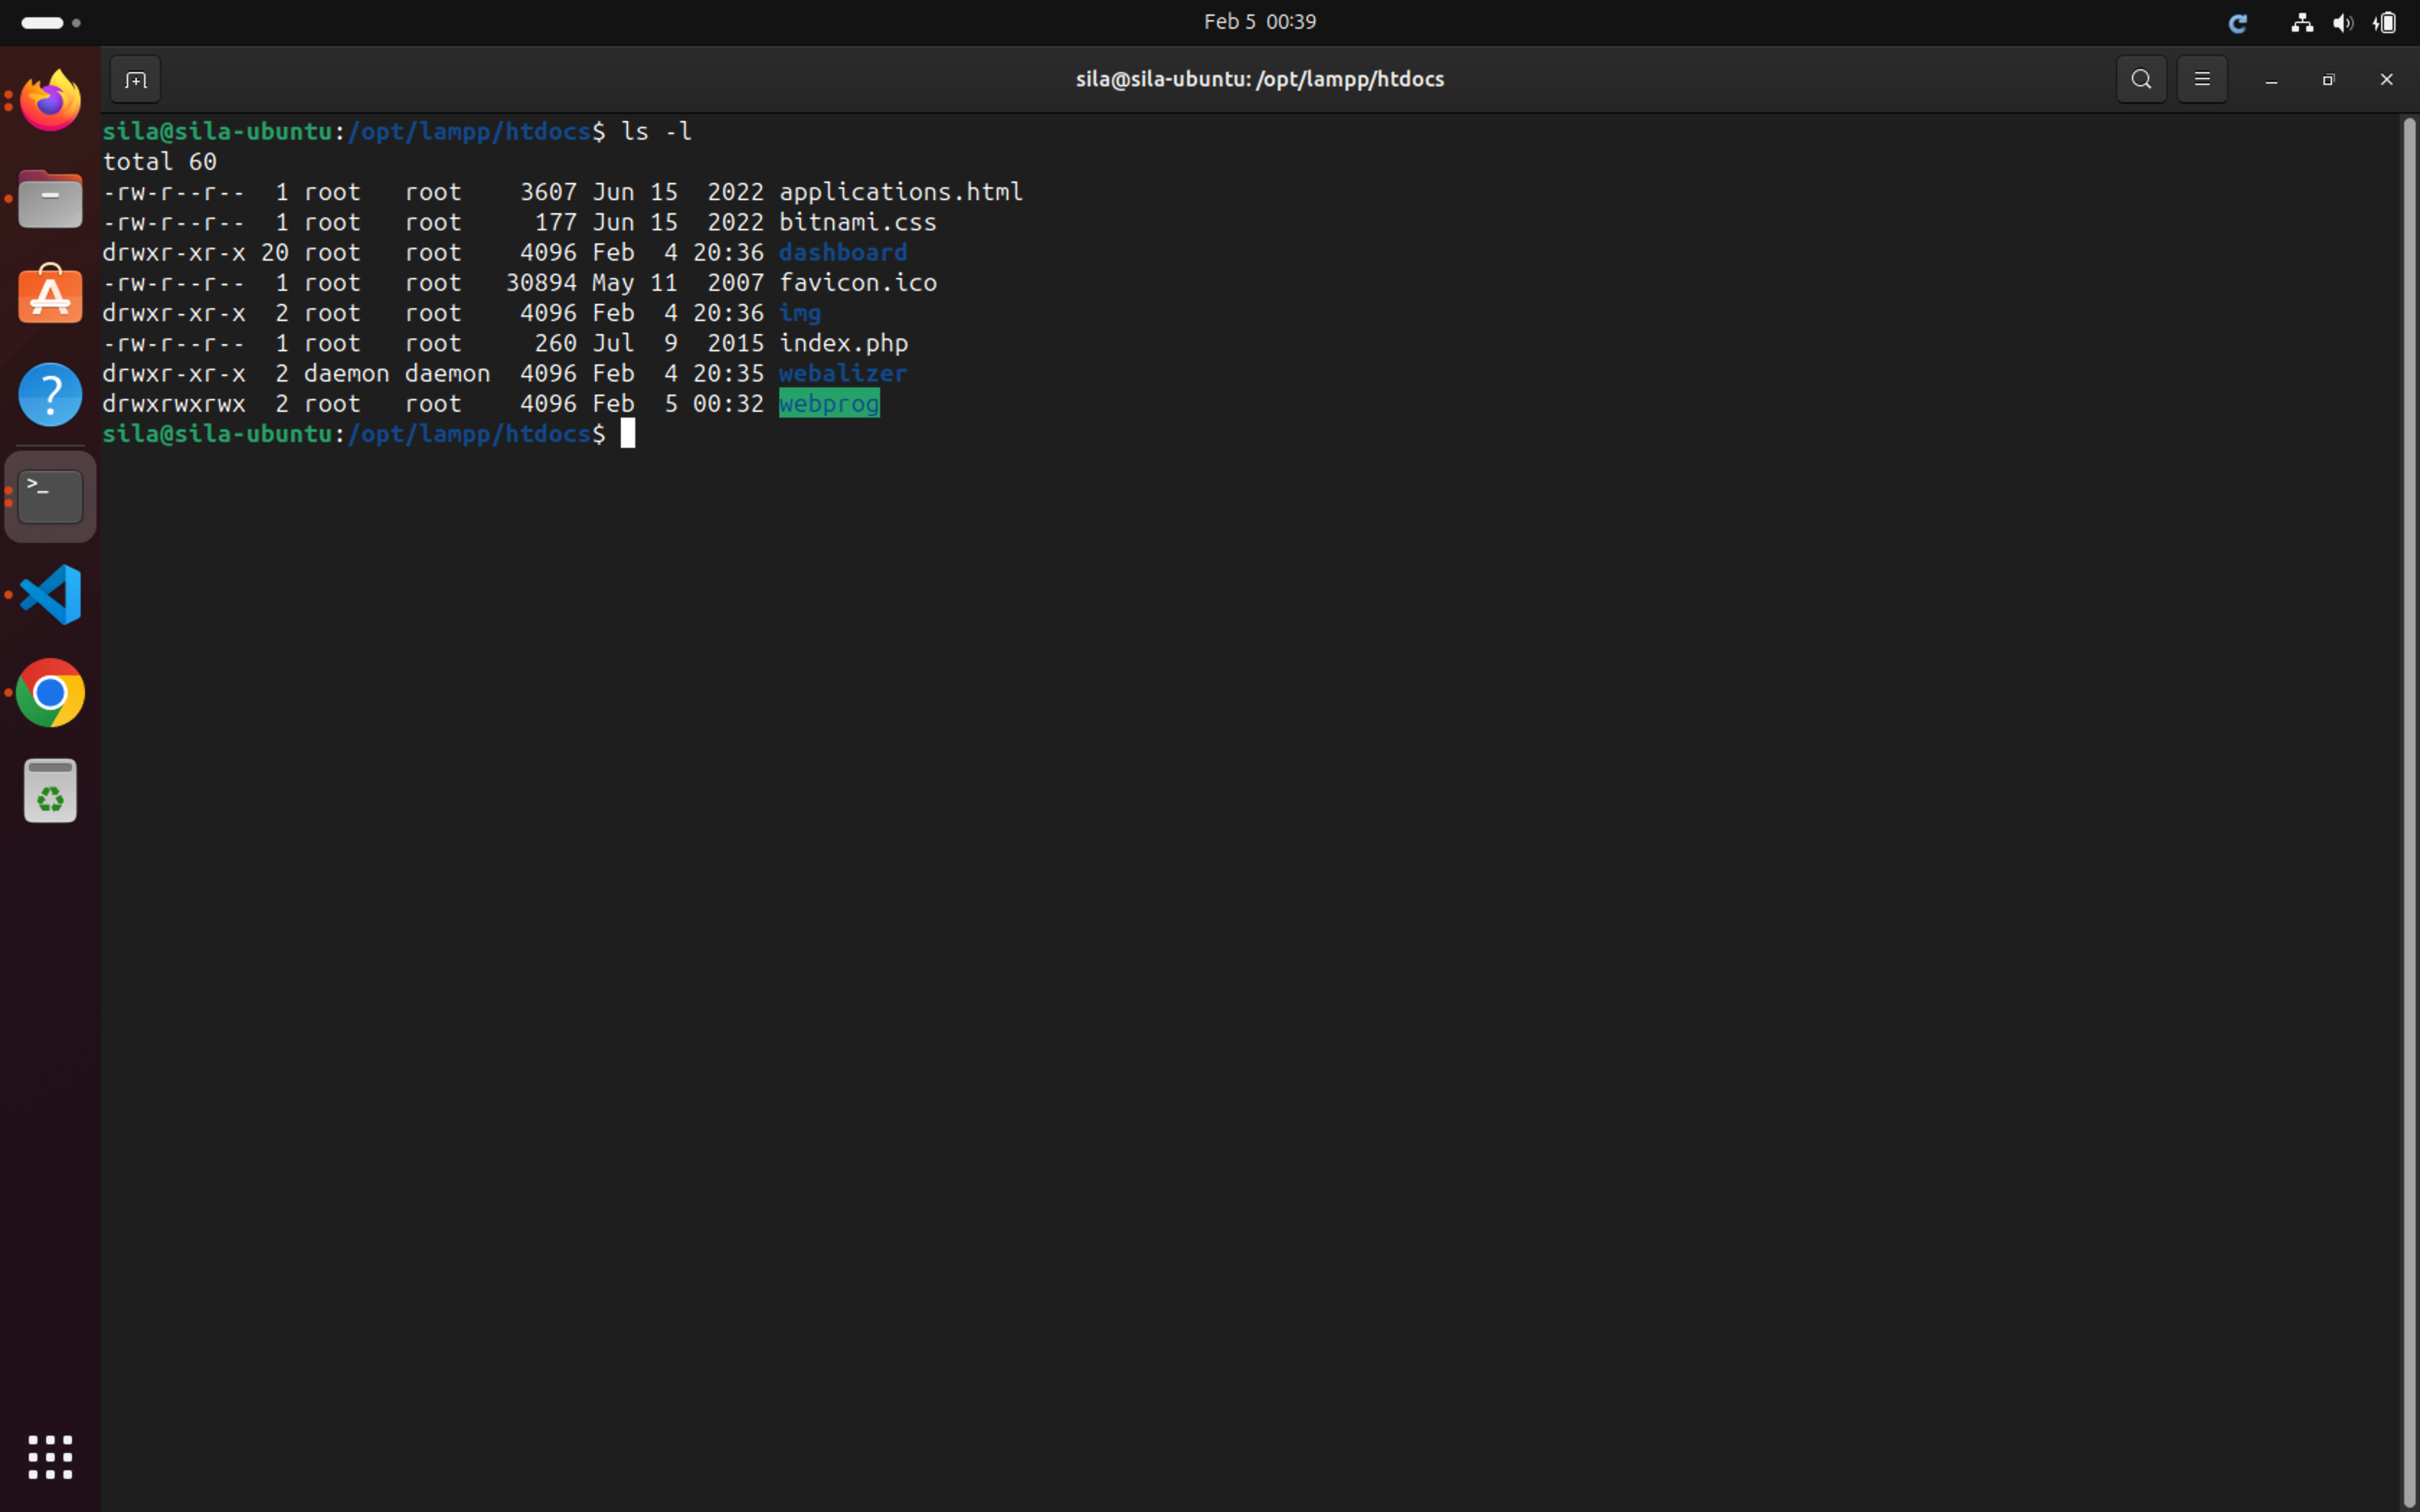 Feb 5 00:39
sila@sila-ubuntu: /opt/lampp/htdocs
sila@sila-ubuntu:/opt/lampp/htdocs$ ls -l
total 60
-rw-r--r--  1 root   root    3607 Jun 15  2022 applications.html
-rw-r--r--  1 root   root     177 Jun 15  2022 bitnami.css
drwxr-xr-x 20 root   root    4096 Feb  4 20:36 dashboard
-rw-r--r--  1 root   root   30894 May 11  2007 favicon.ico
drwxr-xr-x  2 root   root    4096 Feb  4 20:36 img
-rw-r--r--  1 root   root     260 Jul  9  2015 index.php
drwxr-xr-x  2 daemon daemon  4096 Feb  4 20:35 webalizer
drwxrwxrwx  2 root   root    4096 Feb  5 00:32 webprog
sila@sila-ubuntu:/opt/lampp/htdocs$